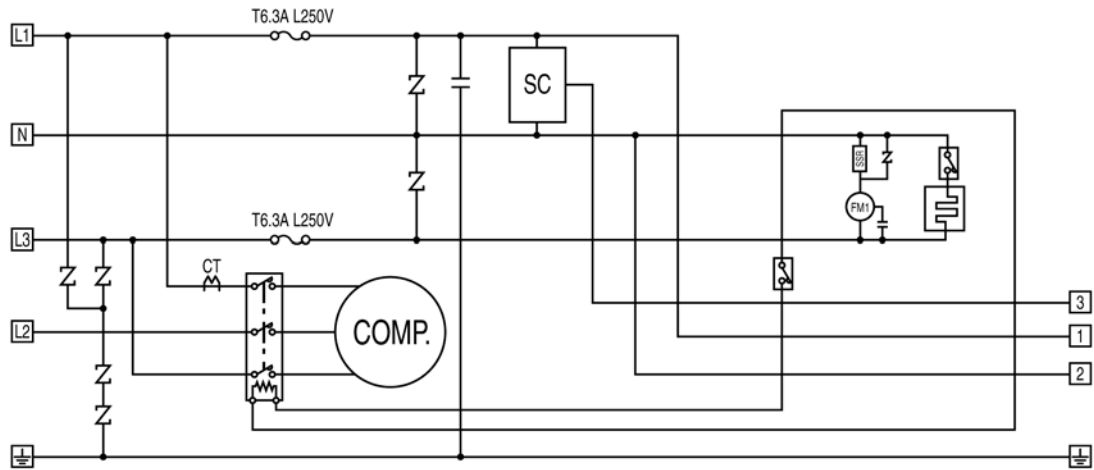 T6.3A L250V
L1
SC
N
SSR
FM1
T6.3A L250V
L3
CT
3
L2
COMP.
1
2